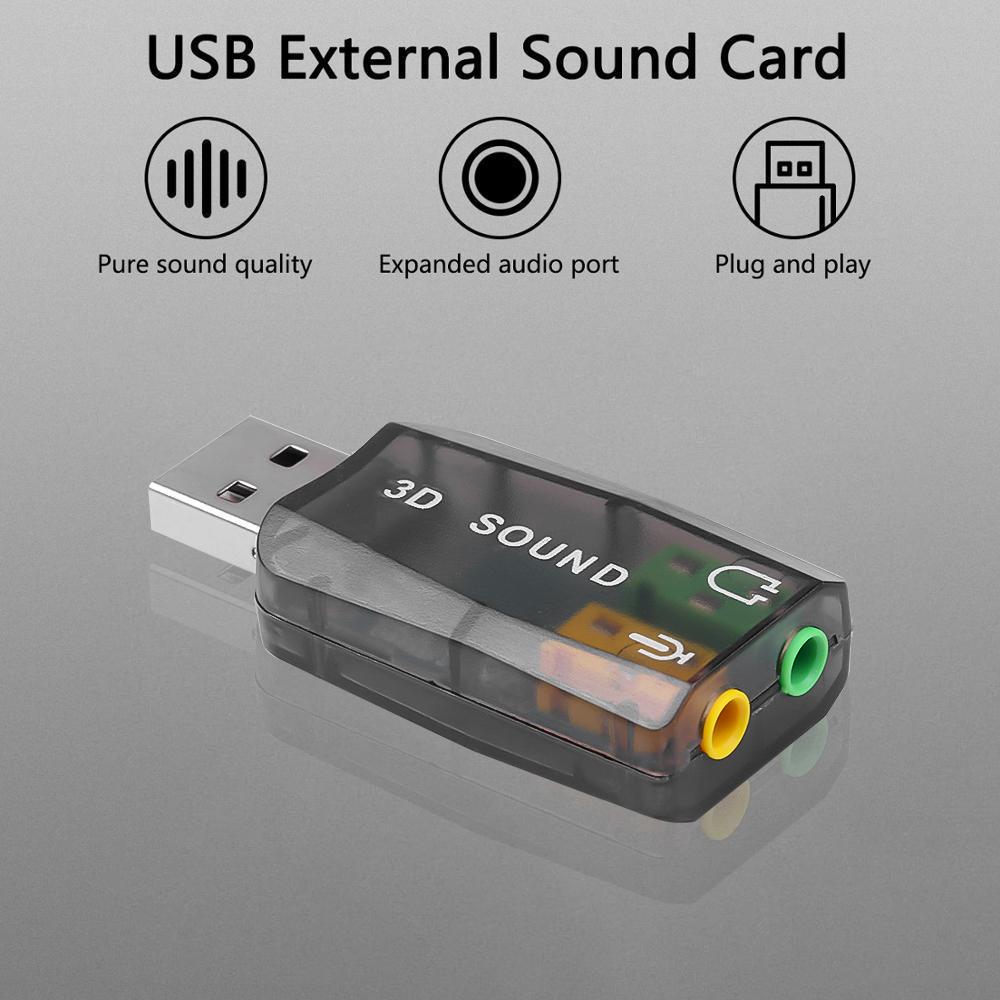 USB External Sound Card
Pure sound quality
Expanded audio port
Plug and play
3D SOUND